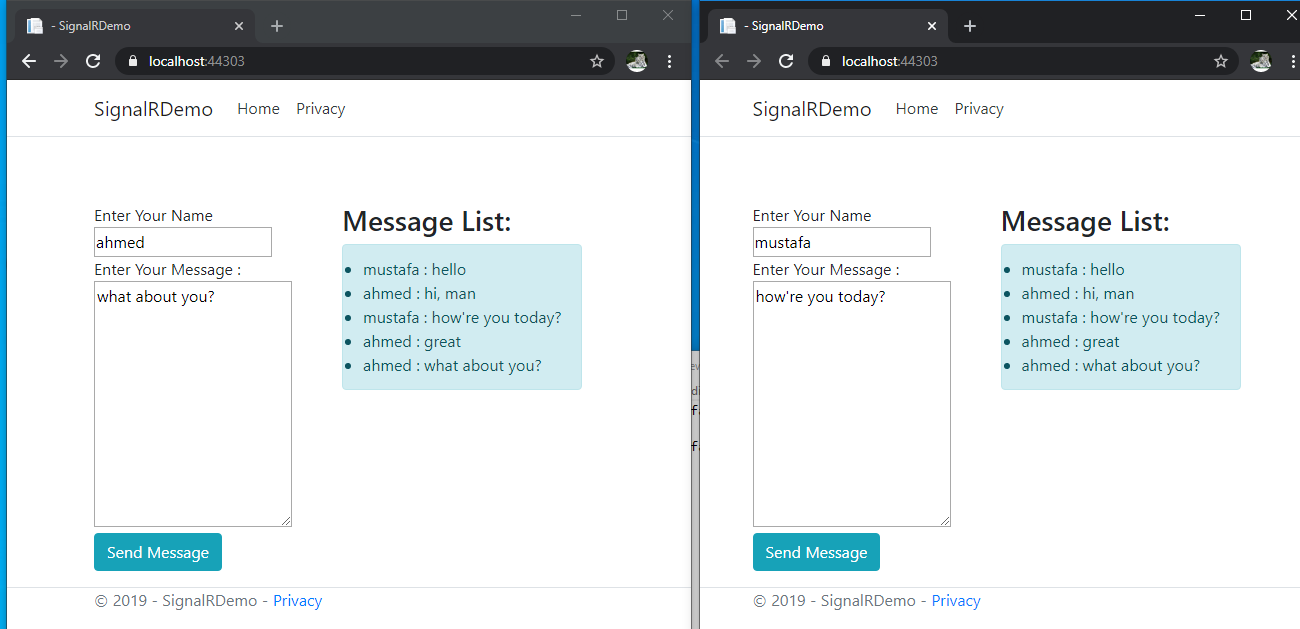 - SignalRDemo
localhost:44303
SignalRDemo Home Privacy
Enter Your Name
ahmed
Enter Your Message :
what about you?
Send Message
Message List:
mustafa : hello
ahmed : hi, man
mustafa : how're you today?
ahmed : great
ahmed : what about you?
© 2019 - SignalRDemo - Privacy
- SignalRDemo
localhost:44303
SignalRDemo Home Privacy
Enter Your Name
mustafa
Enter Your Message :
how're you today?
Send Message
Message List:
mustafa : hello
ahmed : hi, man
mustafa : how're you today?
ahmed : great
ahmed : what about you?
© 2019 - SignalRDemo - Privacy